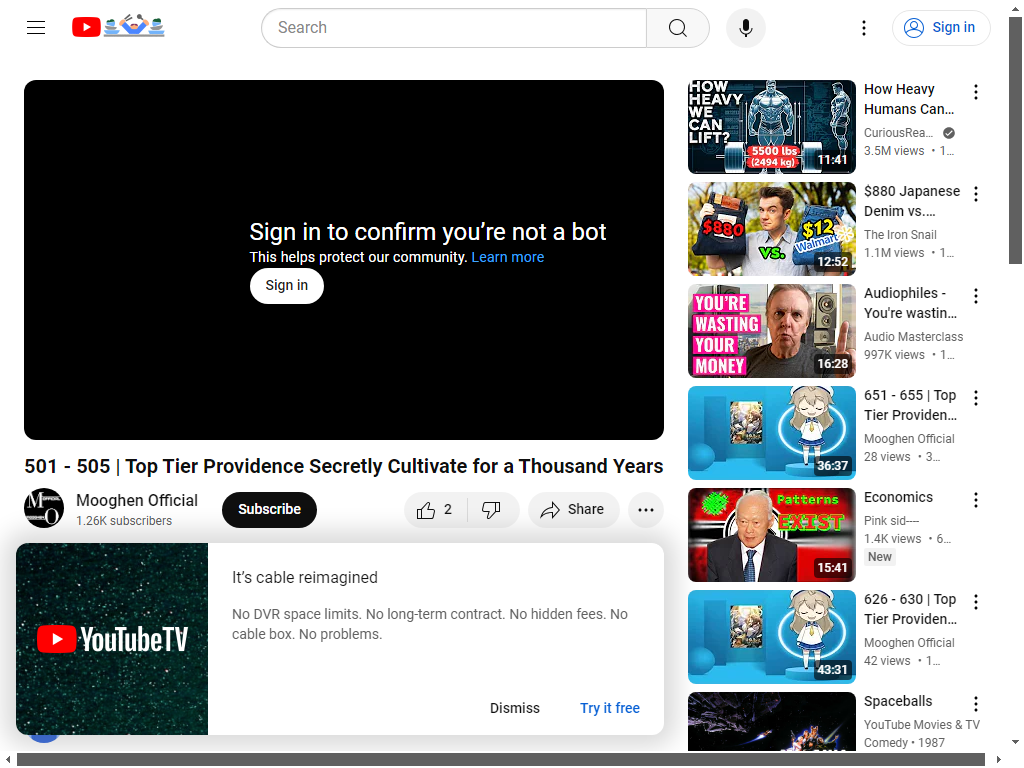 Search
Sign in
Sign in to confirm you’re not a bot
This helps protect our community. Learn more
Sign in
501 - 505 | Top Tier Providence Secretly Cultivate for a Thousand Years
Mooghen Official
1.26K subscribers
Subscribe
2
Share
YouTubeTV
It’s cable reimagined
No DVR space limits. No long-term contract. No hidden fees. No
cable box. No problems.
Dismiss
Try it free
HOW
HEAVY
WE
CAN
LIFT?
5500 lbs
(2494 kg)
11:41
How Heavy
Humans Can…
CuriousRea…
3.5M views • 1…
$880
VS.
$12
Walmart
12:52
$880 Japanese
Denim vs.…
The Iron Snail
1.1M views • 1…
YOU'RE
WASTING
YOUR
MONEY
16:28
Audiophiles -
You're wastin…
Audio Masterclass
997K views • 1…
36:37
651 - 655 | Top
Tier Providen…
Mooghen Official
28 views • 3…
Patterns
EXIST
15:41
Economics
Pink sid----
1.4K views • 6…
New
43:31
626 - 630 | Top
Tier Providen…
Mooghen Official
42 views • 1…
Spaceballs
YouTube Movies & TV
Comedy • 1987